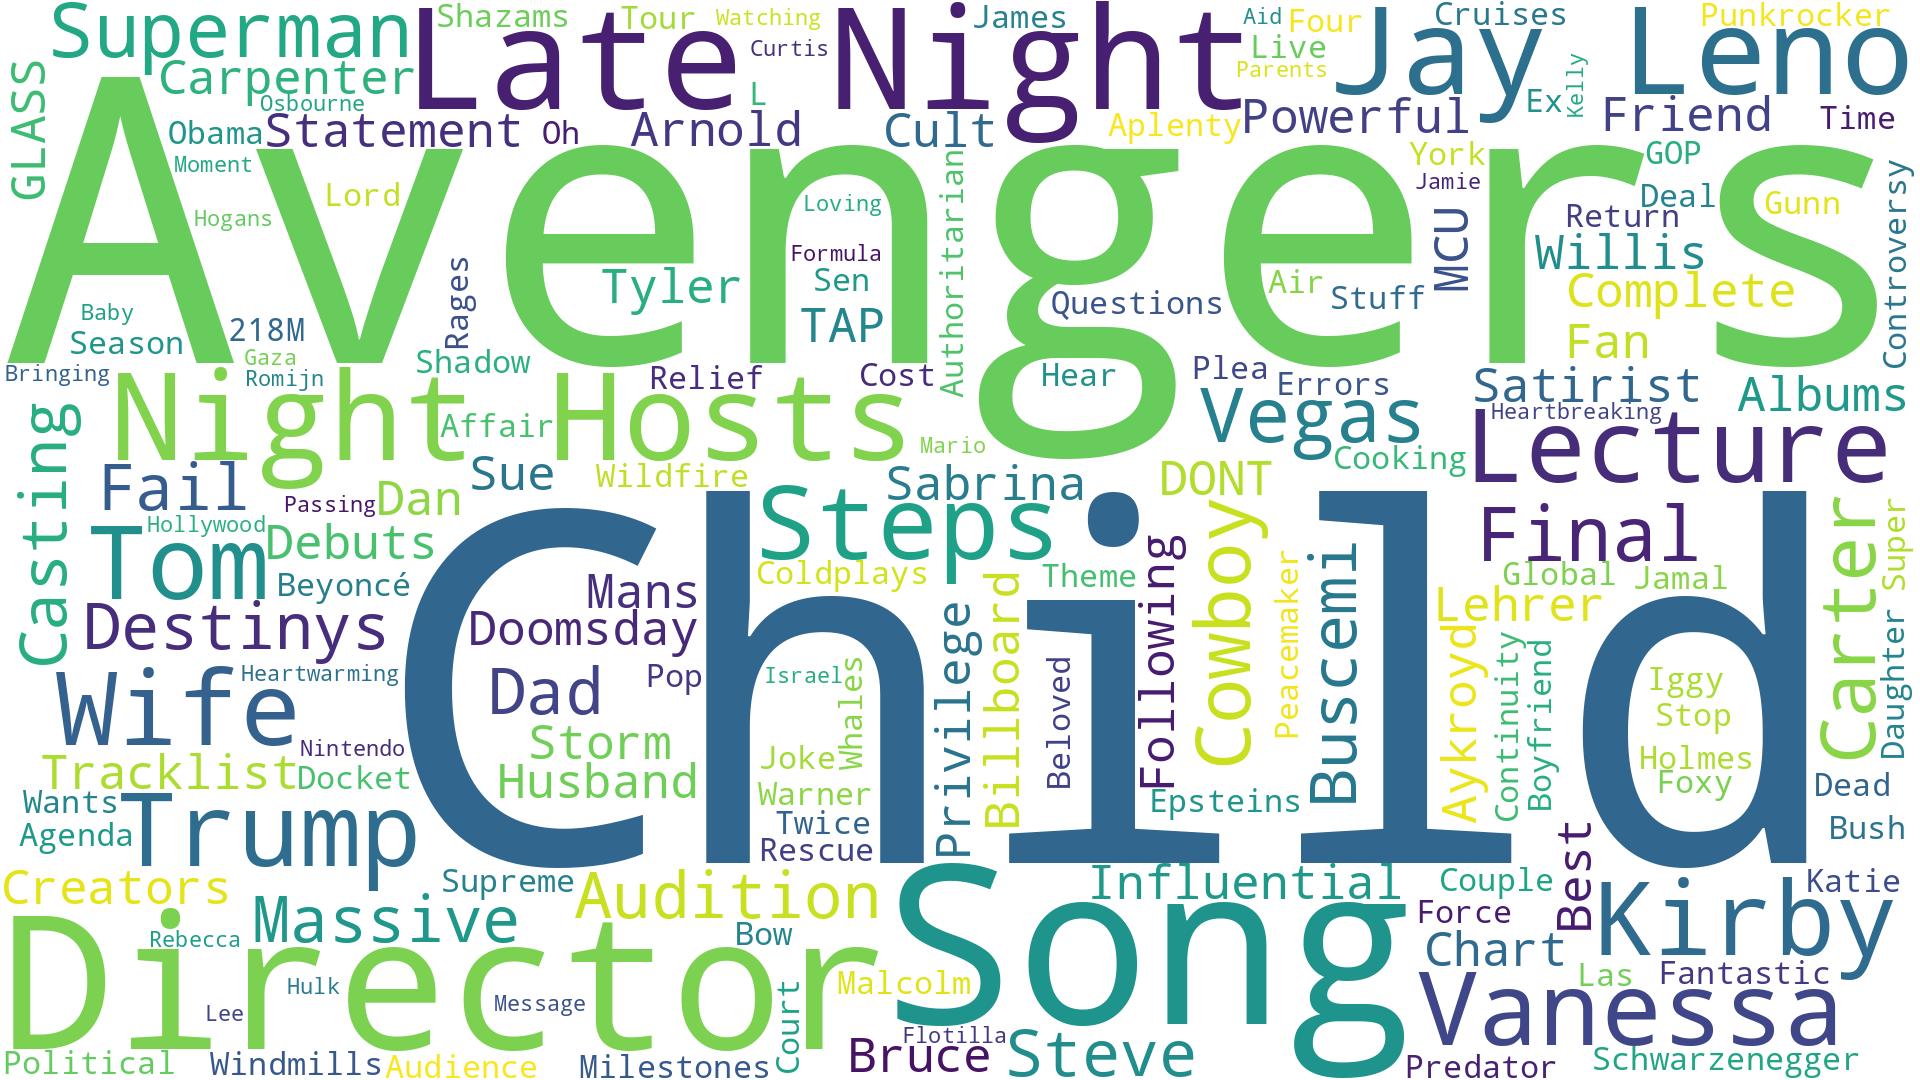 Superman
Shazams
Tour
Watching
Late Night
James
Aid
Four
Cruises
Punkrocker
Curtis
Live
Jay Leno
Parents
Carpenter
GLASS
Osbourne
L
Ex
Kelly
Obama
Statement
Oh
Arnold
Cult
Aplenty
Powerful
Friend
Time
Avengers
Moment
York
GOP
Jamie
Lord
Loving
Authoritarian
Deal
Gunn
Controversy
Hogans
MCU
Return
Formula
Willis
Rages
Tyler
Sen
Air
Stuff
Complete
Questions
Baby
218M
TAP
Season
Fan
Gaza
Shadow
Bringing
Romijn
Relief
Cost
Hear
Plea
Errors
Satirist
Albums
Night Hosts
Casting
Affair
Mario
Vegas
Heartbreaking
Lecture
Cooking
Fail
Sue
Wildfire
Sabrina
DONT
Passing
Dan
Steps
Cowboy
Final
Carter
Super
Hollywood
Tom
Debuts
Child
Beyoncé
Mans
Coldplays
Theme
Following
Peacemaker
Buscemi
Global
Jamal
Billboard
Lehrer
Destinys
Doomsday
Privilege
Aykroyd
Continuity
Boyfriend
Daughter
Wife
Heartwarming
Dad
Pop
Israel
Whales
Beloved
Iggy
Stop
Nintendo
Storm
Joke
Holmes
Tracklist
Docket
Husband
Warner
Foxy
Dead
Wants
Epsteins
Trump
Twice
Bush
Agenda
Rescue
Best
Creators
Supreme
Audition
Song
Influential
Couple
Kirby
Katie
Massive
Force
Director
Rebecca
Bow
Chart
Hulk
Malcolm
Las
Fantastic
Lee
Message
Court
Vanessa
Flotilla
Political
Windmills
Audience
Milestones
Bruce
Steve
Predator
Schwarzenegger